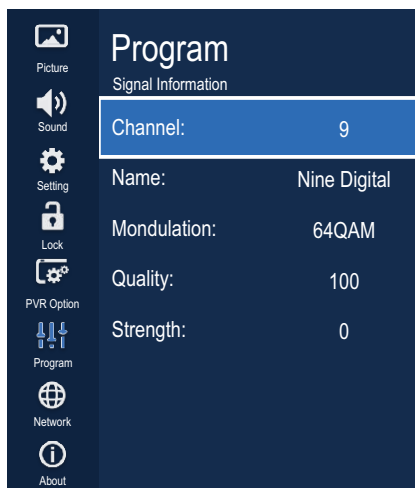 Picture
Sound
Setting
Lock
PVR Option
Program
Network
About
Program
Signal Information
Channel: 9
Name: Nine Digital
Mondulation: 64QAM
Quality: 100
Strength: 0